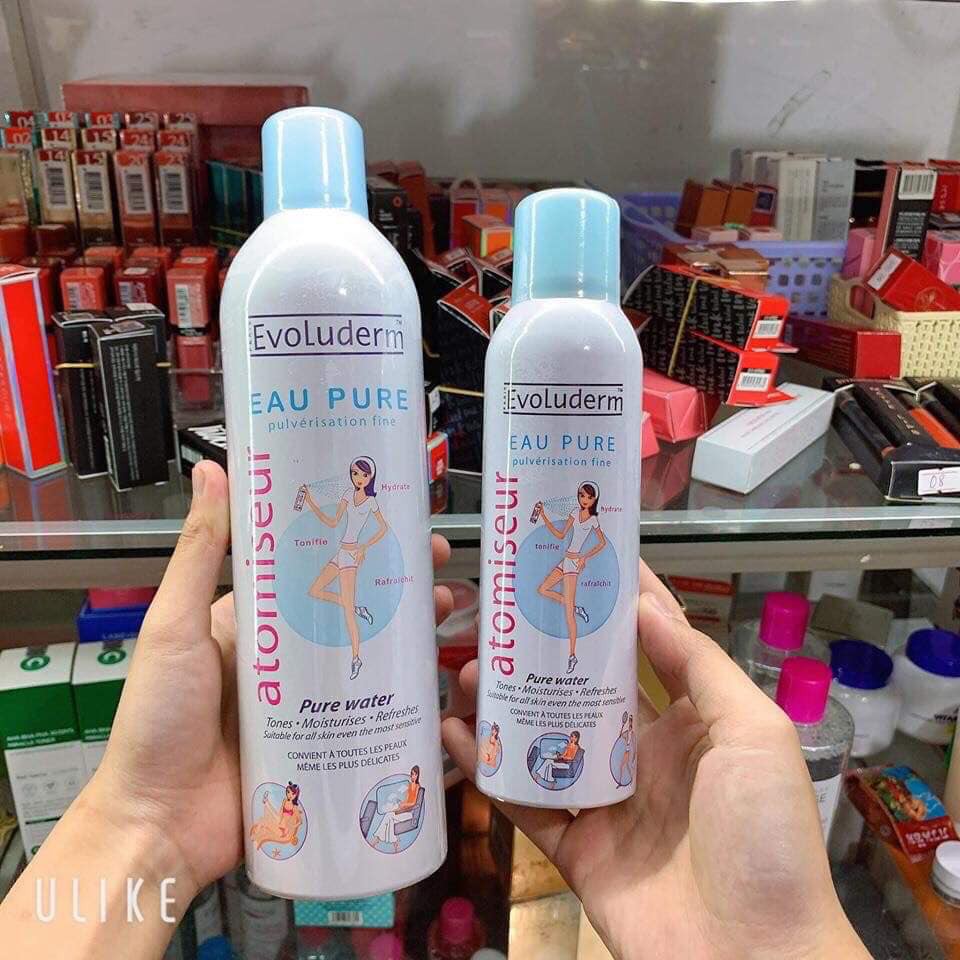 EvoLuderm™
EAU PURE
pulvérisation fine
atomiseur
Hydrate
Tonifie
Rafraîchit
Pure water
Tones • Moisturises • Refreshes
Suitable for all skin even the most sensitive
CONVIENT À TOUTES LES PEAUX
MÊME LES PLUS DÉLICATES
EvoLuderm™
EAU PURE
pulvérisation fine
atomiseur
hydrate
tonifie
rafraîchit
Pure water
Tones • Moisturises • Refreshes
Suitable for all skin even the most sensitive
CONVIENT À TOUTES LES PEAUX
MÊME LES PLUS DÉLICATES
08
ULIKE